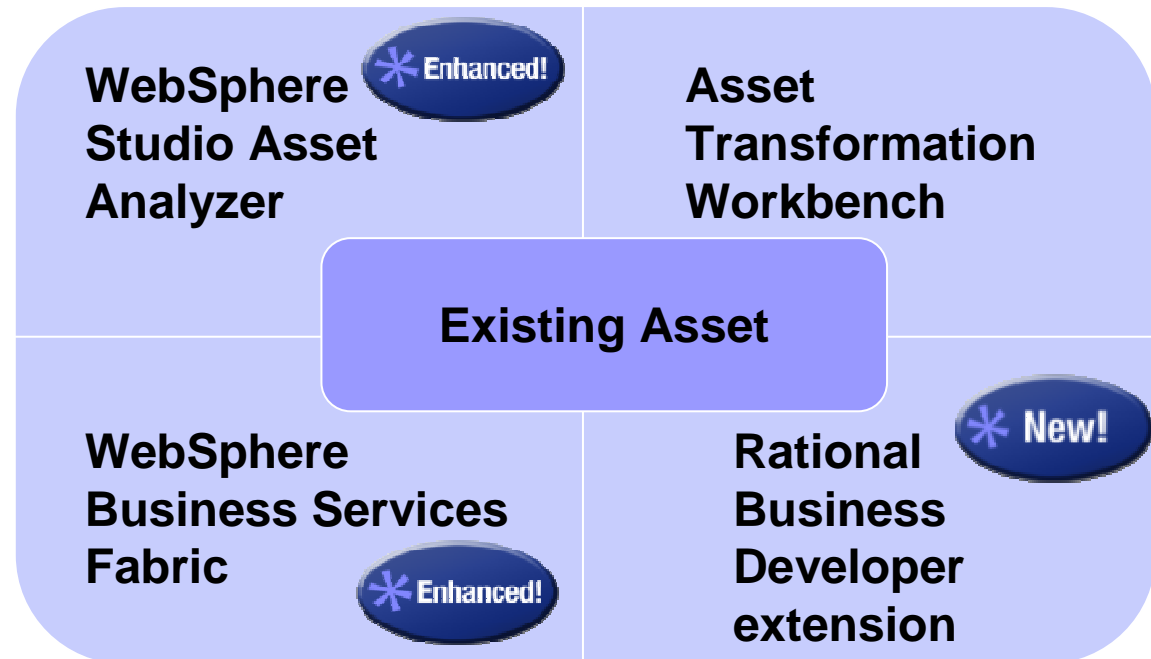 WebSphere
Studio Asset
Analyzer
* Enhanced!
Asset
Transformation
Workbench
Existing Asset
WebSphere
Business Services
Fabric
* Enhanced!
Rational
Business
Developer
extension
* New!